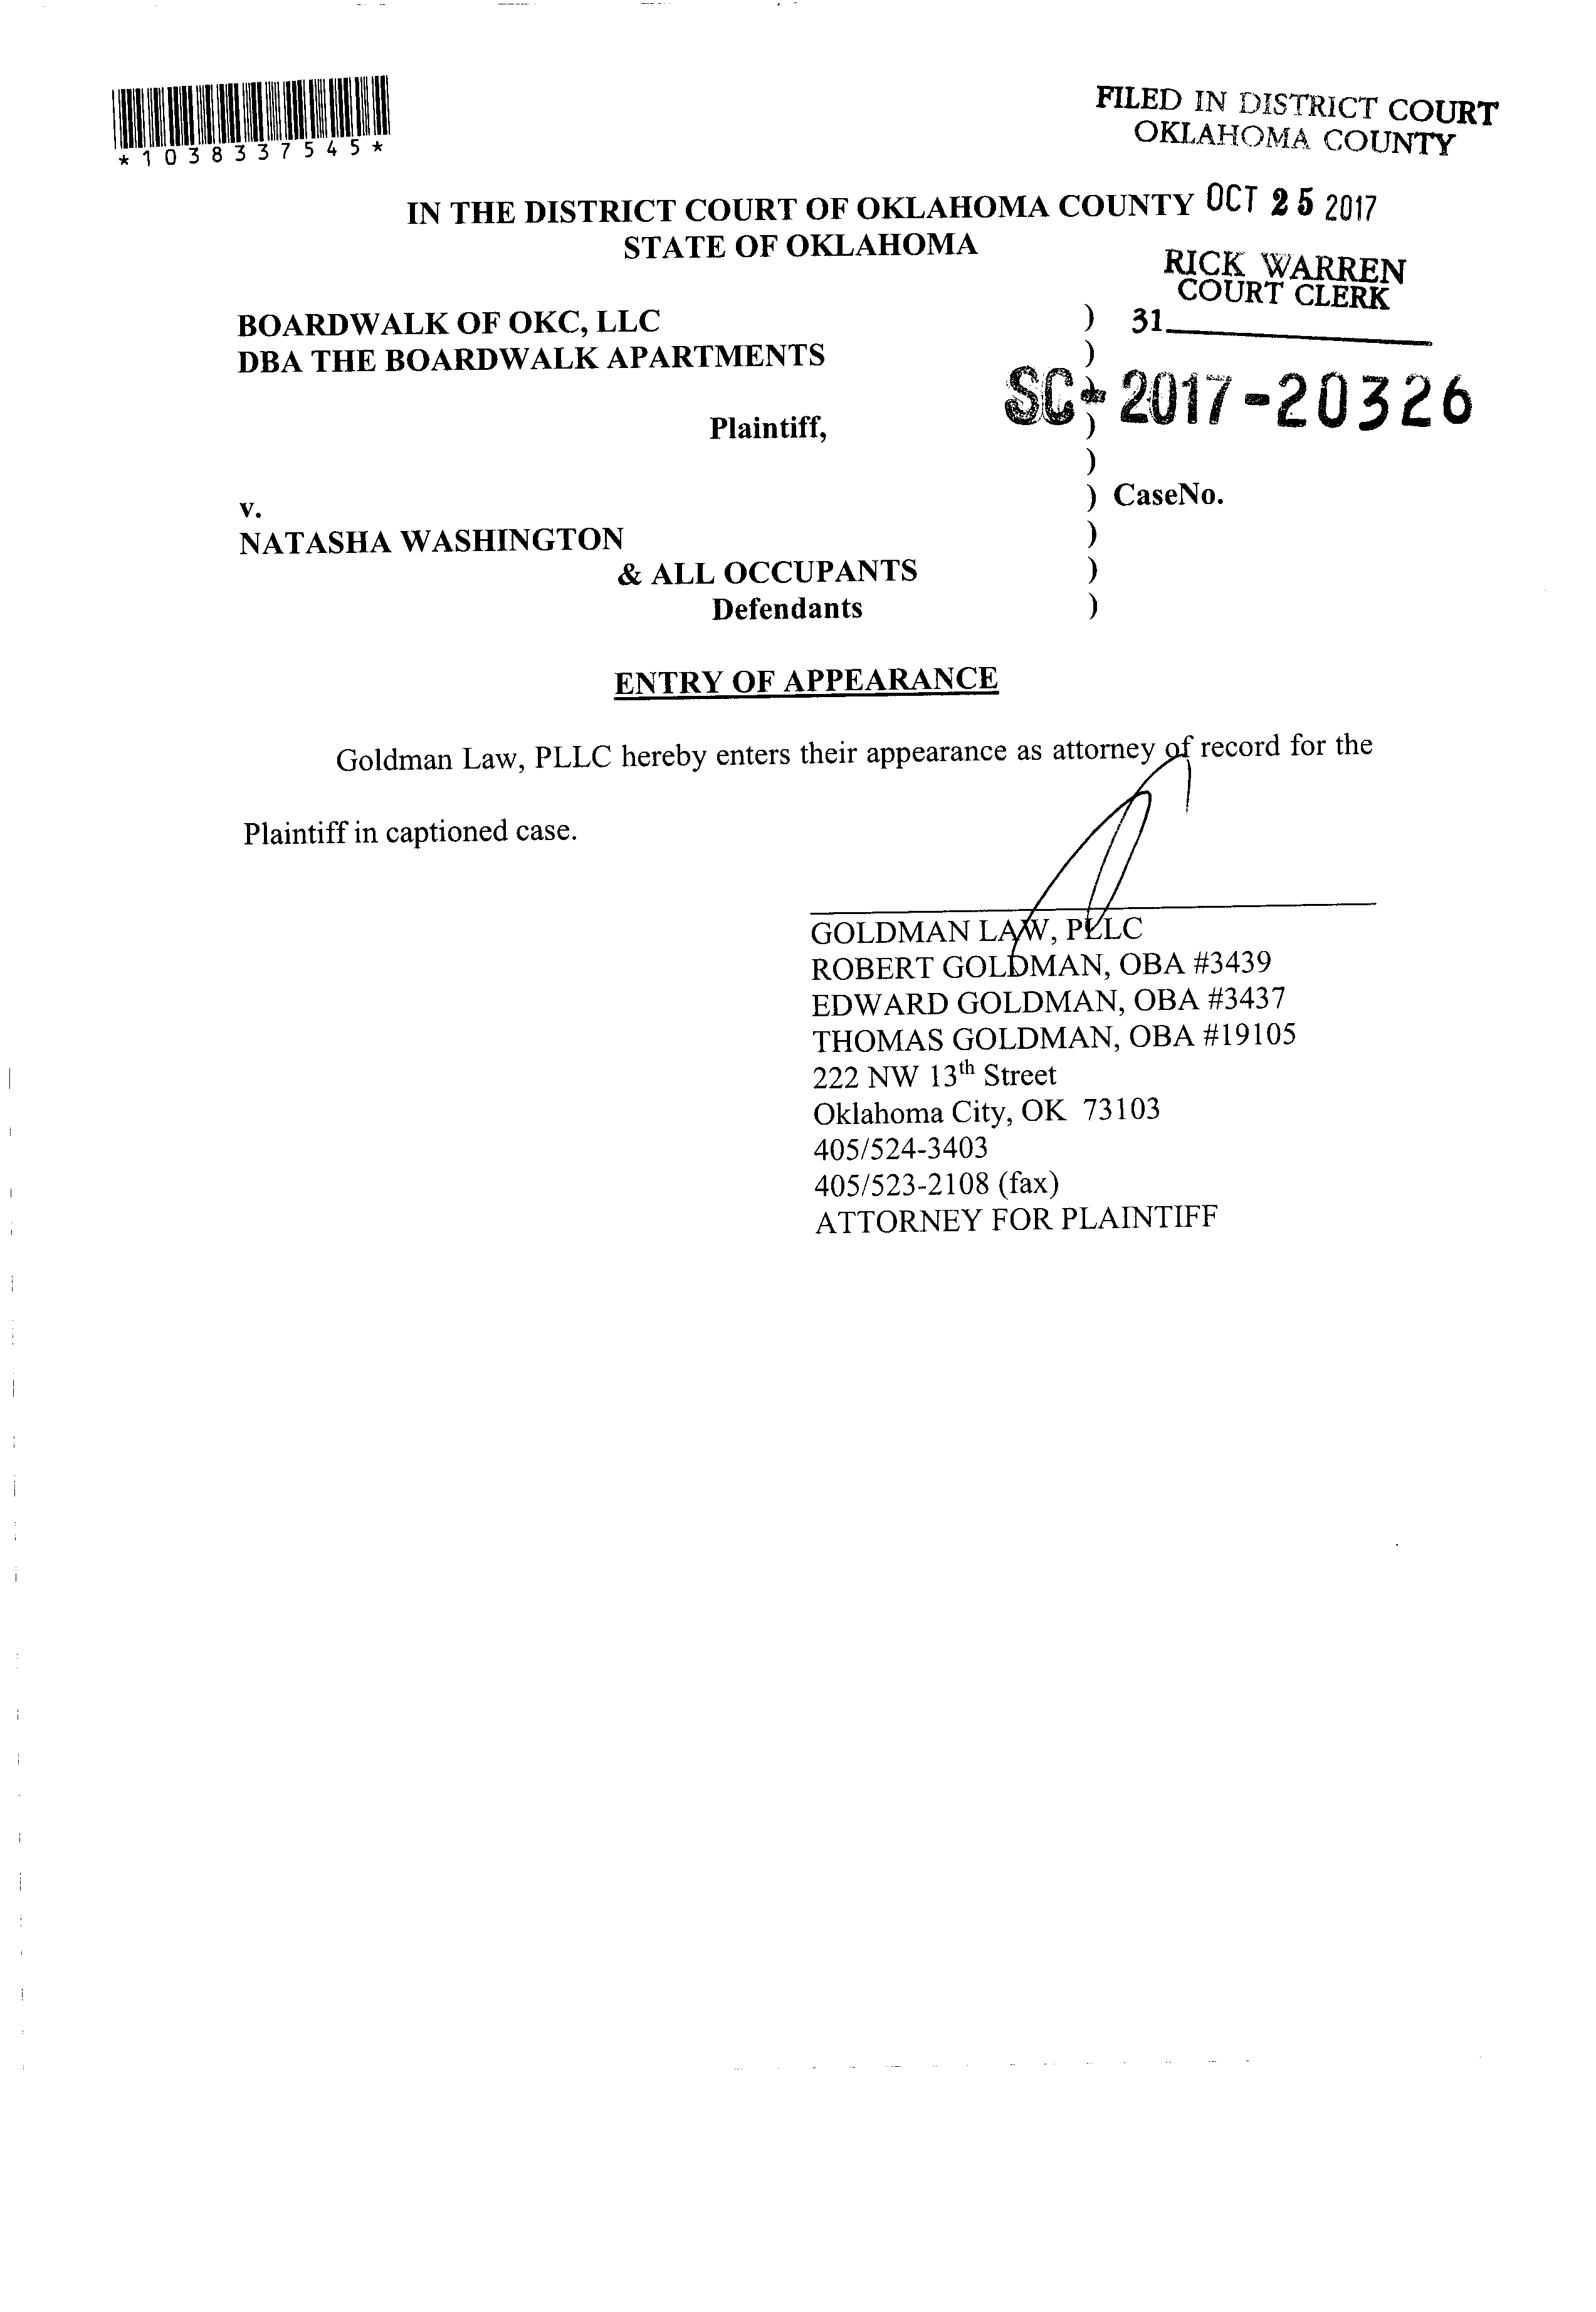 *1038337545*
FILED IN DISTRICT COURT
OKLAHOMA COUNTY
IN THE DISTRICT COURT OF OKLAHOMA COUNTY OCT 25 2017
STATE OF OKLAHOMA
RICK WARREN
COURT CLERK
BOARDWALK OF OKC, LLC ) 31
DBA THE BOARDWALK APARTMENTS )
SC-2017-20326
Plaintiff, )
)
v. ) CaseNo.
NATASHA WASHINGTON )
& ALL OCCUPANTS )
Defendants )
ENTRY OF APPEARANCE
Goldman Law, PLLC hereby enters their appearance as attorney of record for the
Plaintiff in captioned case.
GOLDMAN LAW, PLLC
ROBERT GOLDMAN, OBA #3439
EDWARD GOLDMAN, OBA #3437
THOMAS GOLDMAN, OBA #19105
222 NW 13th Street
Oklahoma City, OK 73103
405/524-3403
405/523-2108 (fax)
ATTORNEY FOR PLAINTIFF